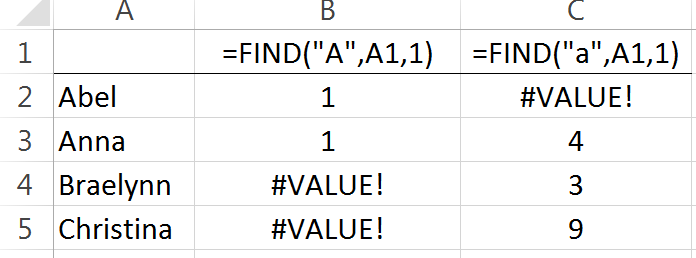 A B C
1 =FIND("A",A1,1) =FIND("a",A1,1)
2 Abel 1 #VALUE!
3 Anna 1 4
4 Braelynn #VALUE! 3
5 Christina #VALUE! 9